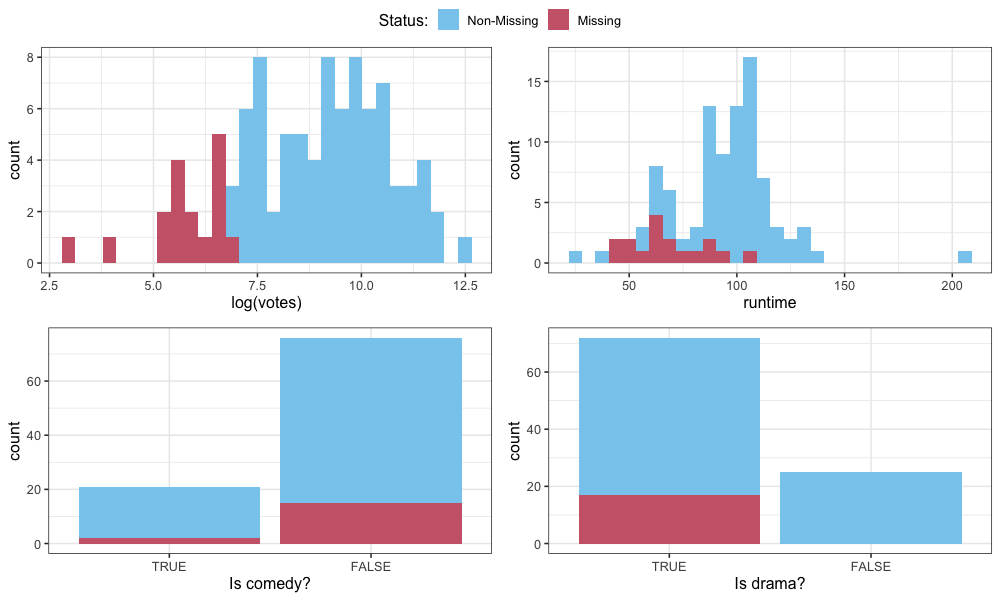 Status: Non-Missing Missing
8
6
4
2
0
count
2.5 5.0 7.5 10.0 12.5
log(votes)
15
10
5
0
count
50 100 150 200
runtime
60
40
20
0
count
TRUE FALSE
Is comedy?
60
40
20
0
count
TRUE FALSE
Is drama?